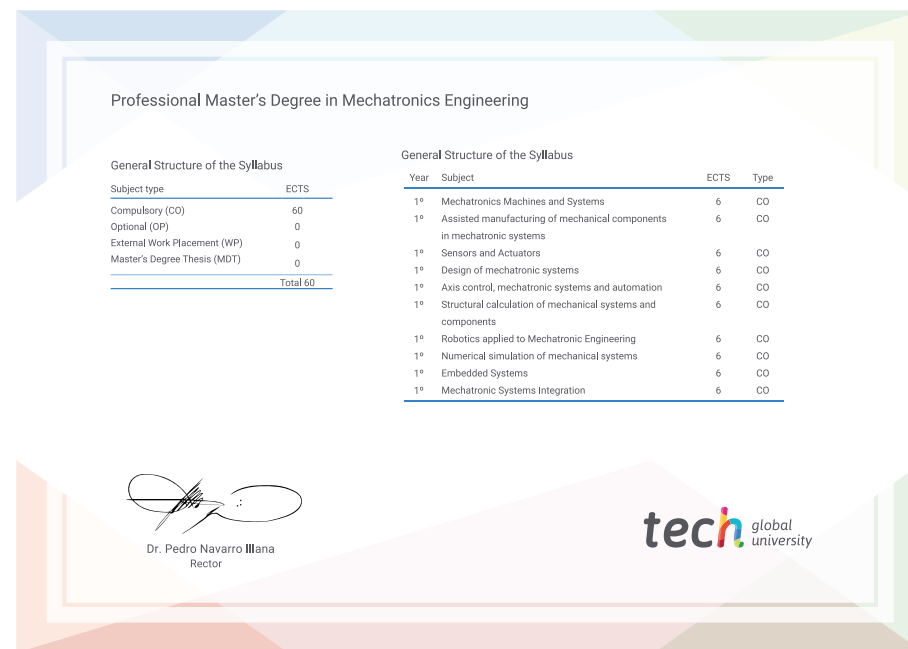 Professional Master's Degree in Mechatronics Engineering
General Structure of the Syllabus
Subject type ECTS
Compulsory (CO) 60
Optional (OP) 0
External Work Placement (WP) 0
Master's Degree Thesis (MDT) 0
Total 60
General Structure of the Syllabus
Year Subject ECTS Type
1º Mechatronics Machines and Systems 6 CO
1º Assisted manufacturing of mechanical components 6 CO
in mechatronic systems
1º Sensors and Actuators 6 CO
1º Design of mechatronic systems 6 CO
1º Axis control, mechatronic systems and automation 6 CO
1º Structural calculation of mechanical systems and 6 CO
components
1º Robotics applied to Mechatronic Engineering 6 CO
1º Numerical simulation of mechanical systems 6 CO
1º Embedded Systems 6 CO
1º Mechatronic Systems Integration 6 CO
Dr. Pedro Navarro Illana
Rector
tech global
university